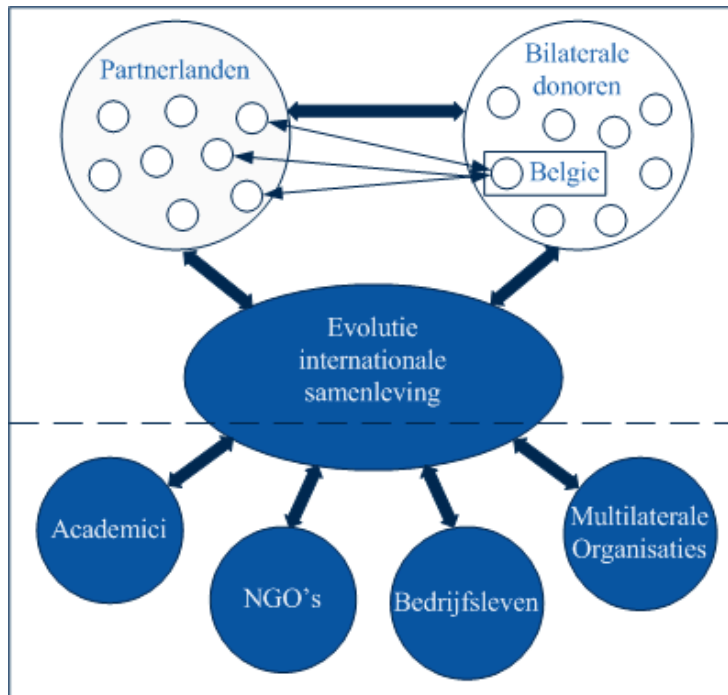 Partnerlanden
Bilaterale
donoren
Belgie
Evolutie
internationale
samenleving
Academici
NGO's
Bedrijfsleven
Multilaterale
Organisaties